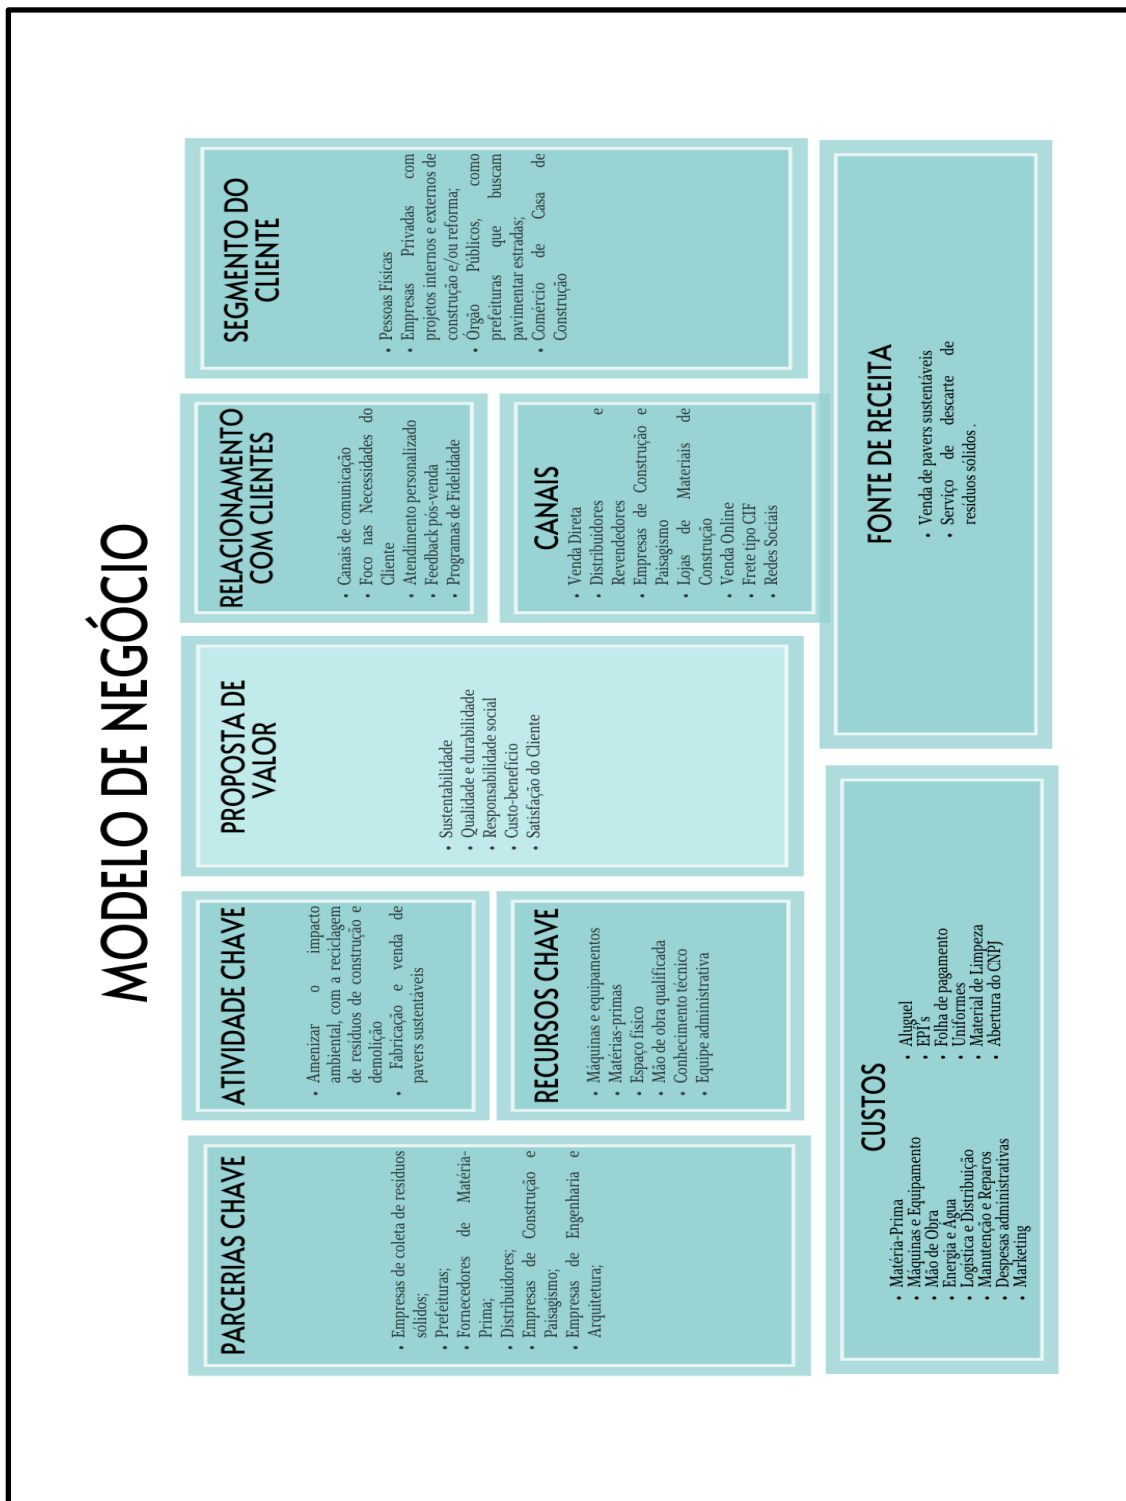 MODELO DE NEGÓCIO
PARCERIAS CHAVE
• Empresas de coleta de resíduos
sólidos;
• Prefeituras;
• Fornecedores de Matéria-
Prima;
• Distribuidores;
• Empresas de Construção e
Paisagismo;
• Empresas de Engenharia e
Arquitetura;
ATIVIDADE CHAVE
• Amenizar o impacto
ambiental, com a reciclagem
de resíduos de construção e
demolição
• Fabricação e venda de
pavers sustentáveis
RECURSOS CHAVE
• Máquinas e equipamentos
• Matérias-primas
• Espaço físico
• Mão de obra qualificada
• Conhecimento técnico
• Equipe administrativa
PROPOSTA DE
VALOR
• Sustentabilidade
• Qualidade e durabilidade
• Responsabilidade social
• Custo-benefício
• Satisfação do Cliente
RELACIONAMENTO
COM CLIENTES
• Canais de comunicação
• Foco nas Necessidades do
Cliente
• Atendimento personalizado
• Feedback pós-venda
• Programas de Fidelidade
CANAIS
• Venda Direta
• Distribuidores e
Revendedores
• Empresas de Construção e
Paisagismo
• Lojas de Materiais de
Construção
• Venda Online
• Frete tipo CIF
• Redes Sociais
SEGMENTO DO
CLIENTE
• Pessoas Físicas
• Empresas Privadas com
projetos internos e externos de
construção e/ou reforma;
• Órgão Públicos, como
prefeituras que buscam
pavimentar estradas;
• Comércio de Casa de
Construção
CUSTOS
• Matéria-Prima
• Máquinas e Equipamento
• Mão de Obra
• Energia e Água
• Logística e Distribuição
• Manutenção e Reparos
• Despesas administrativas
• Marketing
• Aluguel
• EPI's
• Folha de pagamento
• Uniformes
• Material de Limpeza
• Abertura do CNPJ
FONTE DE RECEITA
• Venda de pavers sustentáveis
• Serviço de descarte de
resíduos sólidos .